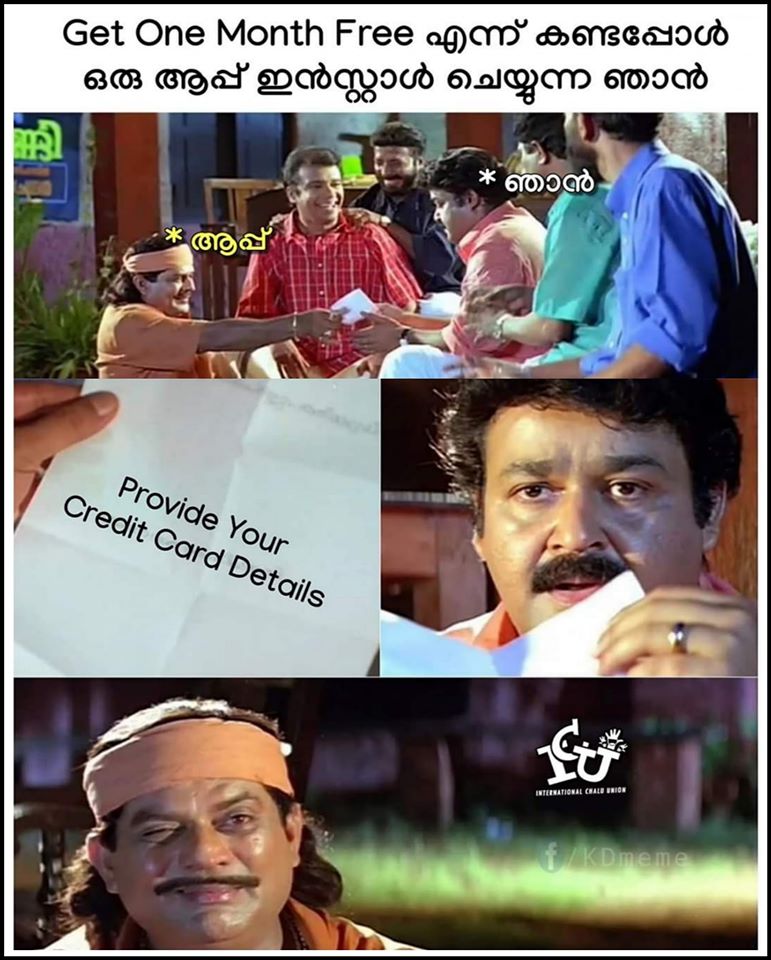 Get One Month Free എന്ന് കണ്ടപ്പോൾ
ഒരു ആപ്പ് ഇൻസ്റ്റാൾ ചെയ്യുന്ന ഞാൻ
* ഞാൻ
* ആപ്പ്
Provide Your
Credit Card Details
ICU
INTERNATIONAL CHALU UNION
f/KDmeme